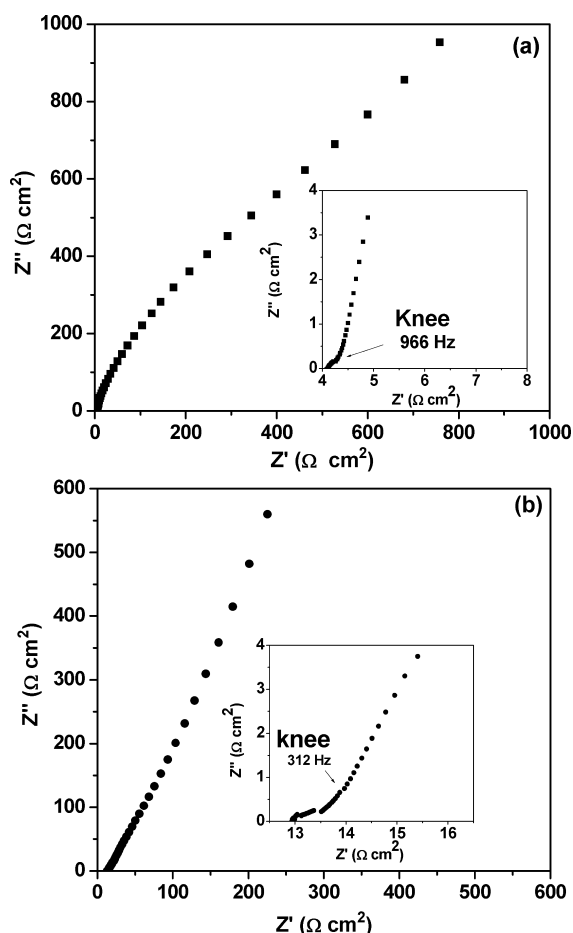 1000
(a)
800
600
400
200
0
Z'' (Ω cm²)
0 200 400 600 800 1000
Z' (Ω cm²)
4
3
2
1
0
Z'' (Ω cm²)
Knee
966 Hz
4 5 6 7 8
Z' (Ω cm²)
600
(b)
500
400
300
200
100
0
Z'' (Ω cm²)
0 100 200 300 400 500 600
Z' (Ω cm²)
4
3
2
1
0
Z'' (Ω cm²)
knee
312 Hz
13 14 15 16
Z' (Ω cm²)